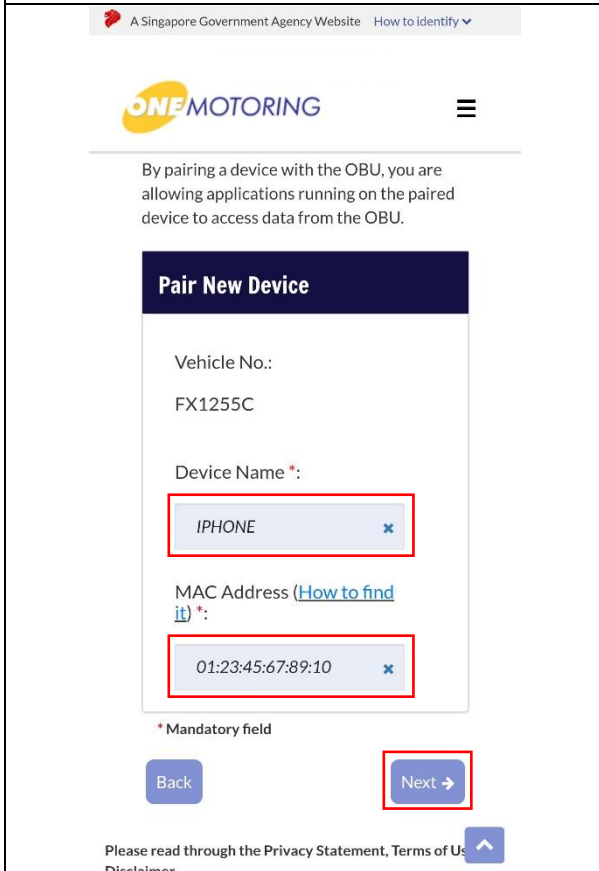 A Singapore Government Agency Website How to identify
ONEMOTORING
By pairing a device with the OBU, you are
allowing applications running on the paired
device to access data from the OBU.
Pair New Device
Vehicle No.:
FX1255C
Device Name *:
IPHONE
MAC Address (How to find
it) *:
01:23:45:67:89:10
* Mandatory field
Back
Next →
Please read through the Privacy Statement, Terms of
Disclaimer